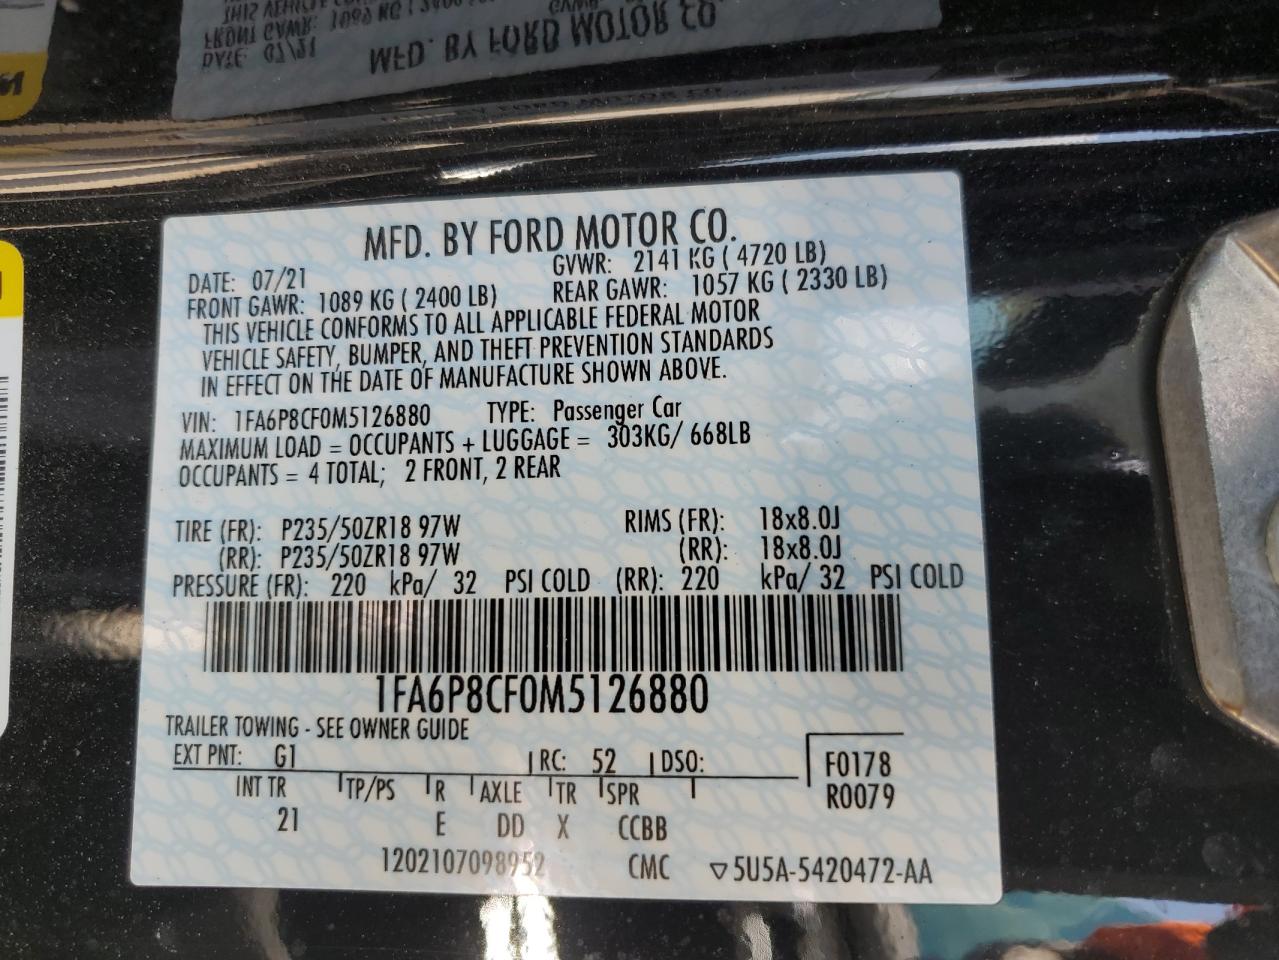 MFD. BY FORD MOTOR CO.
DATE: 07/21 GVWR: 2141 KG ( 4720 LB)
FRONT GAWR: 1089 KG ( 2400 LB) REAR GAWR: 1057 KG ( 2330 LB)
THIS VEHICLE CONFORMS TO ALL APPLICABLE FEDERAL MOTOR
VEHICLE SAFETY, BUMPER, AND THEFT PREVENTION STANDARDS
IN EFFECT ON THE DATE OF MANUFACTURE SHOWN ABOVE.
VIN: 1FA6P8CF0M5126880 TYPE: Passenger Car
MAXIMUM LOAD = OCCUPANTS + LUGGAGE = 303KG/ 668LB
OCCUPANTS = 4 TOTAL; 2 FRONT, 2 REAR
TIRE (FR): P235/50ZR18 97W RIMS (FR): 18x8.0J
(RR): P235/50ZR18 97W (RR): 18x8.0J
PRESSURE (FR): 220 kPa/ 32 PSI COLD (RR): 220 kPa/ 32 PSI COLD
1FA6P8CF0M5126880
TRAILER TOWING - SEE OWNER GUIDE
EXT PNT: G1 RC: 52 DSO: F0178
INT TR TP/PS R AXLE TR SPR R0079
21 E DD X CCBB
1202107098952 CMC ▽5U5A-5420472-AA